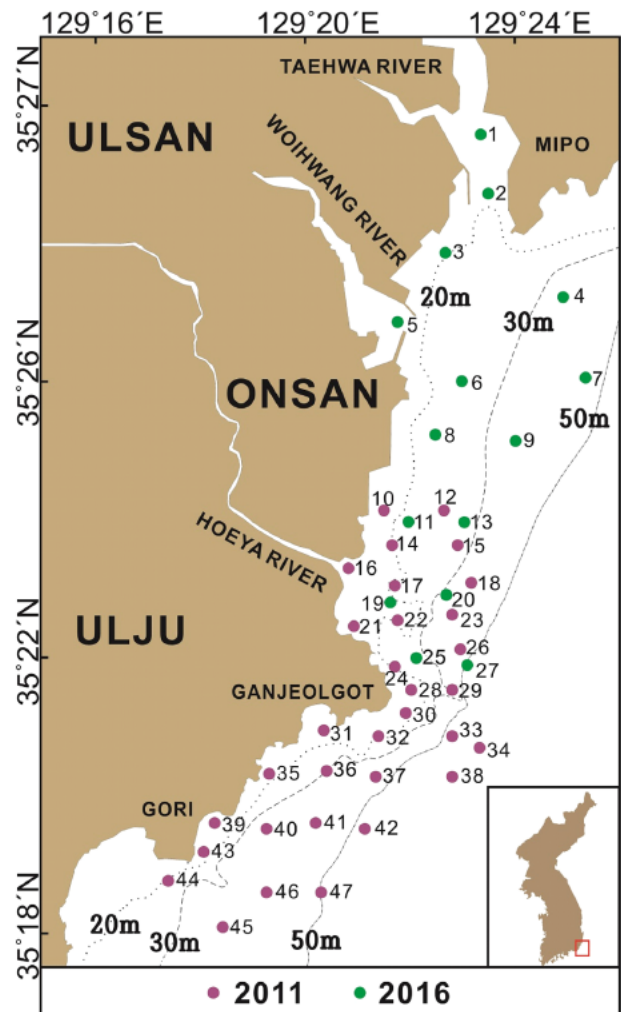 129°16´E 129°20´E 129°24´E
35°27´N
35°26´N
35°22´N
35°18´N
TAEHWA RIVER
ULSAN
WOIHWANG RIVER
MIPO
1
2
3
20m
4
30m
5
6
7
ONSAN
50m
8
9
10
12
11
13
HOEYA RIVER
14
15
16
17
18
19
20
ULJU
21
22
23
24
25
26
27
GANJEOLGOT
28
29
30
31
32
33
34
35
36
37
38
GORI
39
40
41
42
43
44
46
47
20m
30m
45
50m
2011 2016